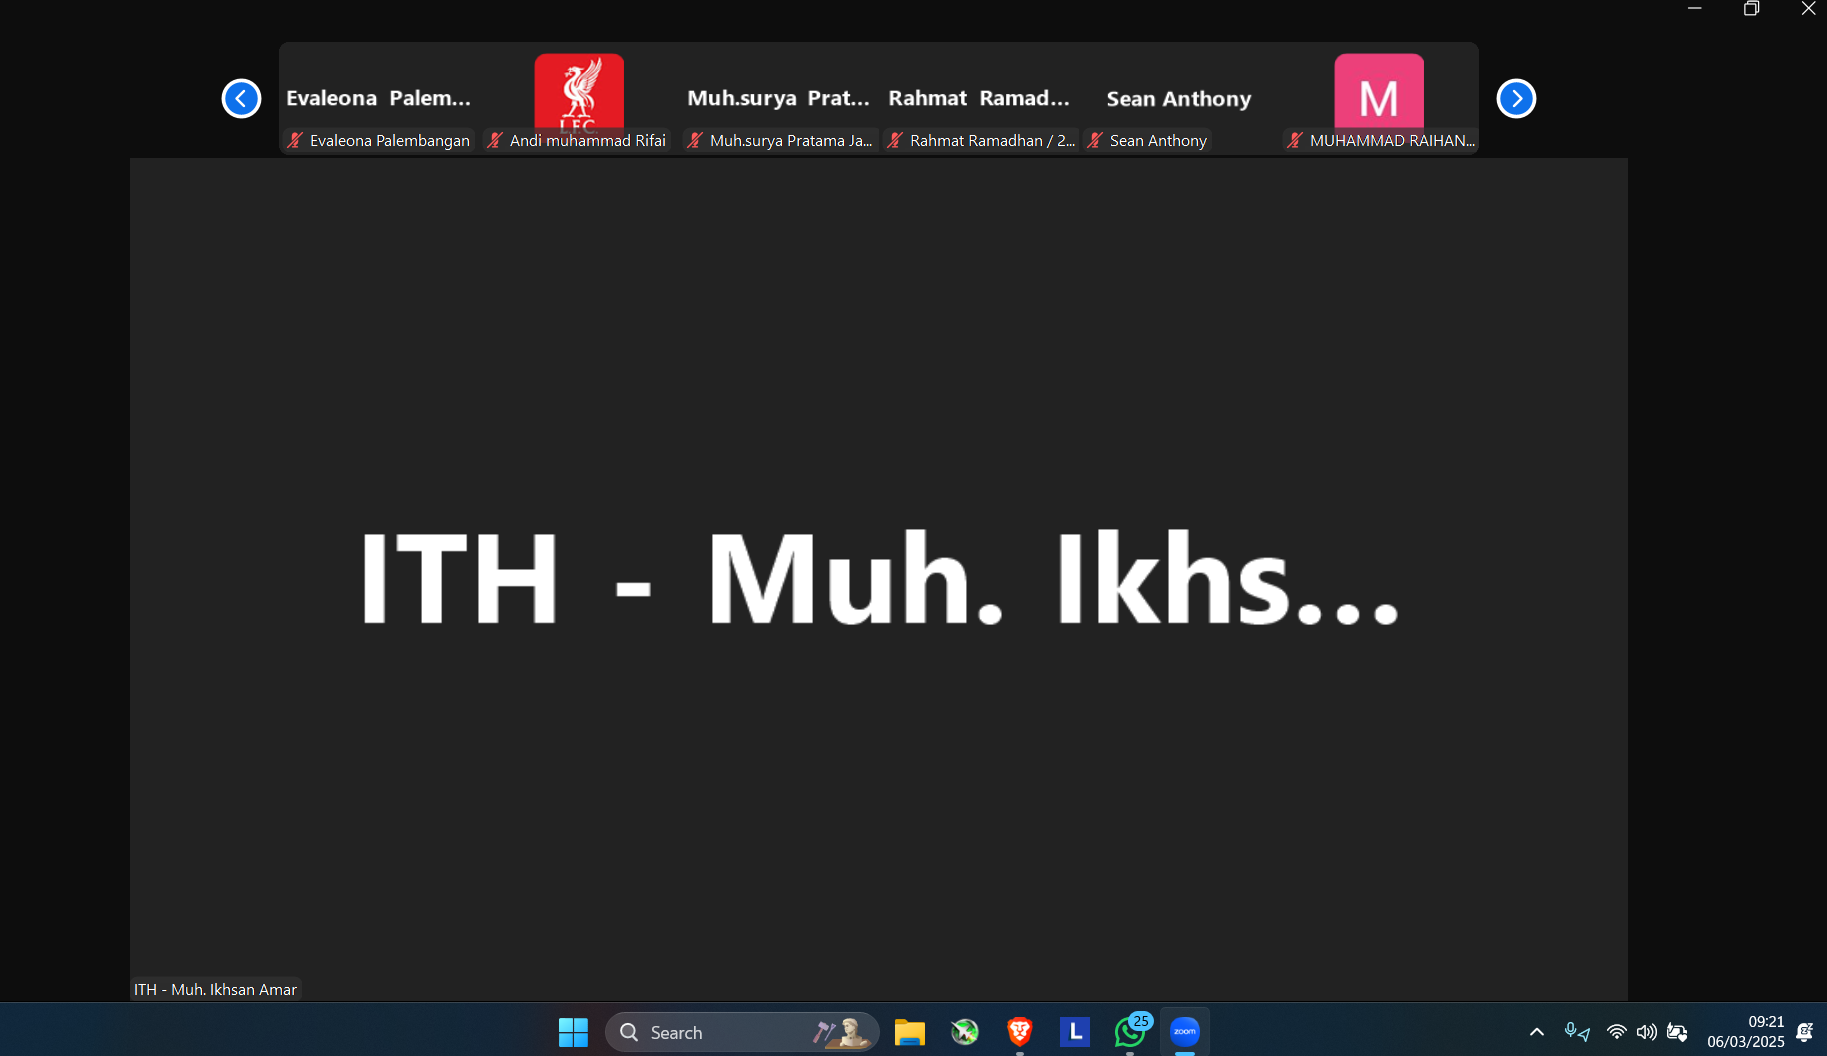 Evaleona Palem...
L.F.C.
Muh.surya Prat...
Rahmat Ramad...
Sean Anthony
M
Evaleona Palembangan
Andi muhammad Rifai
Muh.surya Pratama Ja...
Rahmat Ramadhan / 2...
Sean Anthony
MUHAMMAD RAIHAN...
ITH - Muh. Ikhs...
ITH - Muh. Ikhsan Amar
Search
L
25
zoom
09:21
06/03/2025